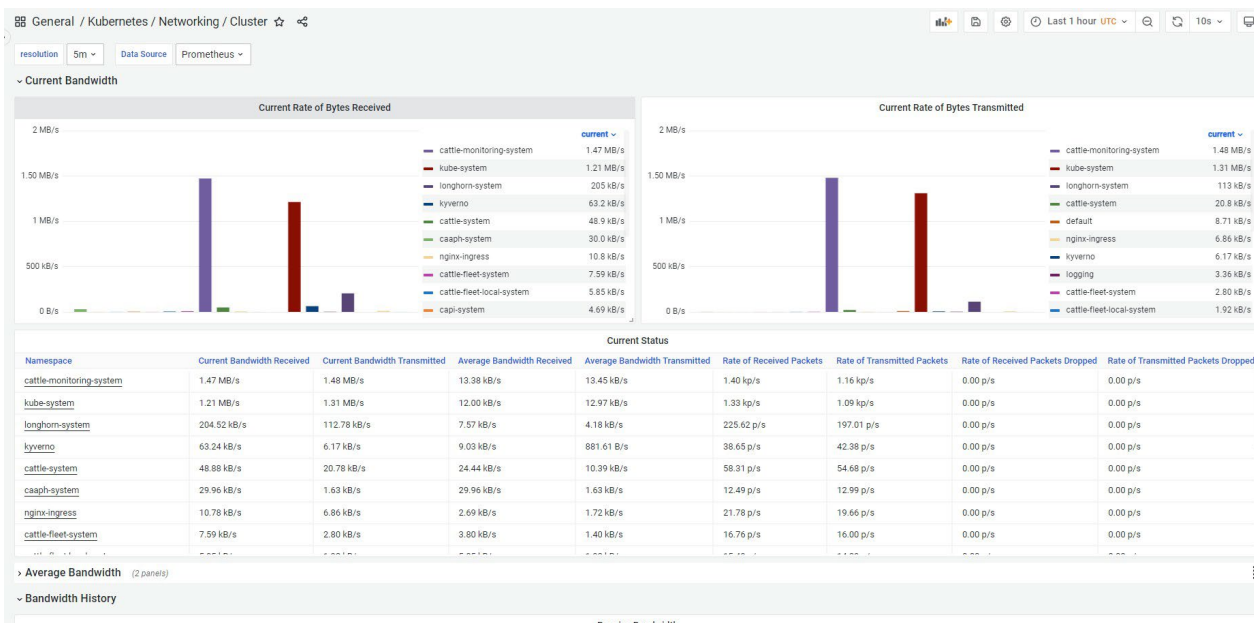 General / Kubernetes / Networking / Cluster
Last 1 hour UTC
10s
resolution 5m Data Source Prometheus
Current Bandwidth
Current Rate of Bytes Received
2 MB/s
1.50 MB/s
1 MB/s
500 kB/s
0 B/s
current
cattle-monitoring-system 1.47 MB/s
kube-system 1.21 MB/s
longhorn-system 205 kB/s
kyverno 63.2 kB/s
cattle-system 48.9 kB/s
caaph-system 30.0 kB/s
nginx-ingress 10.8 kB/s
cattle-fleet-system 7.59 kB/s
cattle-fleet-local-system 5.85 kB/s
capi-system 4.69 kB/s
Current Rate of Bytes Transmitted
2 MB/s
1.50 MB/s
1 MB/s
500 kB/s
0 B/s
current
cattle-monitoring-system 1.48 MB/s
kube-system 1.31 MB/s
longhorn-system 113 kB/s
cattle-system 20.8 kB/s
default 8.71 kB/s
nginx-ingress 6.86 kB/s
kyverno 6.17 kB/s
logging 3.36 kB/s
cattle-fleet-system 2.80 kB/s
cattle-fleet-local-system 1.92 kB/s
Current Status
Namespace Current Bandwidth Received Current Bandwidth Transmitted Average Bandwidth Received Average Bandwidth Transmitted Rate of Received Packets Rate of Transmitted Packets Rate of Received Packets Dropped Rate of Transmitted Packets Dropped
cattle-monitoring-system 1.47 MB/s 1.48 MB/s 13.38 kB/s 13.45 kB/s 1.40 kp/s 1.16 kp/s 0.00 p/s 0.00 p/s
kube-system 1.21 MB/s 1.31 MB/s 12.00 kB/s 12.97 kB/s 1.33 kp/s 1.09 kp/s 0.00 p/s 0.00 p/s
longhorn-system 204.52 kB/s 112.78 kB/s 7.57 kB/s 4.18 kB/s 225.62 p/s 197.01 p/s 0.00 p/s 0.00 p/s
kyverno 63.24 kB/s 6.17 kB/s 9.03 kB/s 881.61 B/s 38.65 p/s 42.38 p/s 0.00 p/s 0.00 p/s
cattle-system 48.88 kB/s 20.78 kB/s 24.44 kB/s 10.39 kB/s 58.31 p/s 54.68 p/s 0.00 p/s 0.00 p/s
caaph-system 29.96 kB/s 1.63 kB/s 29.96 kB/s 1.63 kB/s 12.49 p/s 12.99 p/s 0.00 p/s 0.00 p/s
nginx-ingress 10.78 kB/s 6.86 kB/s 2.69 kB/s 1.72 kB/s 21.78 p/s 19.66 p/s 0.00 p/s 0.00 p/s
cattle-fleet-system 7.59 kB/s 2.80 kB/s 3.80 kB/s 1.40 kB/s 16.76 p/s 16.00 p/s 0.00 p/s 0.00 p/s
Average Bandwidth (2 panels)
Bandwidth History